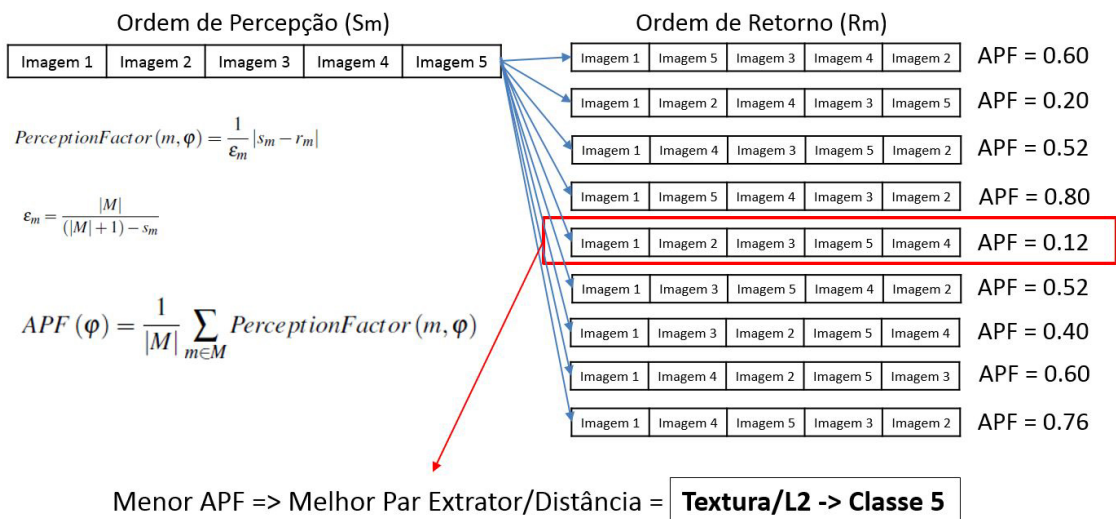 Ordem de Percepção (Sm)
Imagem 1 Imagem 2 Imagem 3 Imagem 4 Imagem 5
PerceptionFactor(m,φ) = 1/εm |sm − rm|
εm = |M| / ((|M|+1) − sm)
APF(φ) = 1/|M| ∑ m∈M PerceptionFactor(m,φ)
Ordem de Retorno (Rm)
Imagem 1 Imagem 5 Imagem 3 Imagem 4 Imagem 2 APF = 0.60
Imagem 1 Imagem 2 Imagem 4 Imagem 3 Imagem 5 APF = 0.20
Imagem 1 Imagem 4 Imagem 3 Imagem 5 Imagem 2 APF = 0.52
Imagem 1 Imagem 5 Imagem 4 Imagem 3 Imagem 2 APF = 0.80
Imagem 1 Imagem 2 Imagem 3 Imagem 5 Imagem 4 APF = 0.12
Imagem 1 Imagem 3 Imagem 5 Imagem 4 Imagem 2 APF = 0.52
Imagem 1 Imagem 3 Imagem 2 Imagem 5 Imagem 4 APF = 0.40
Imagem 1 Imagem 4 Imagem 2 Imagem 5 Imagem 3 APF = 0.60
Imagem 1 Imagem 4 Imagem 5 Imagem 3 Imagem 2 APF = 0.76
Menor APF => Melhor Par Extrator/Distância = Textura/L2 -> Classe 5